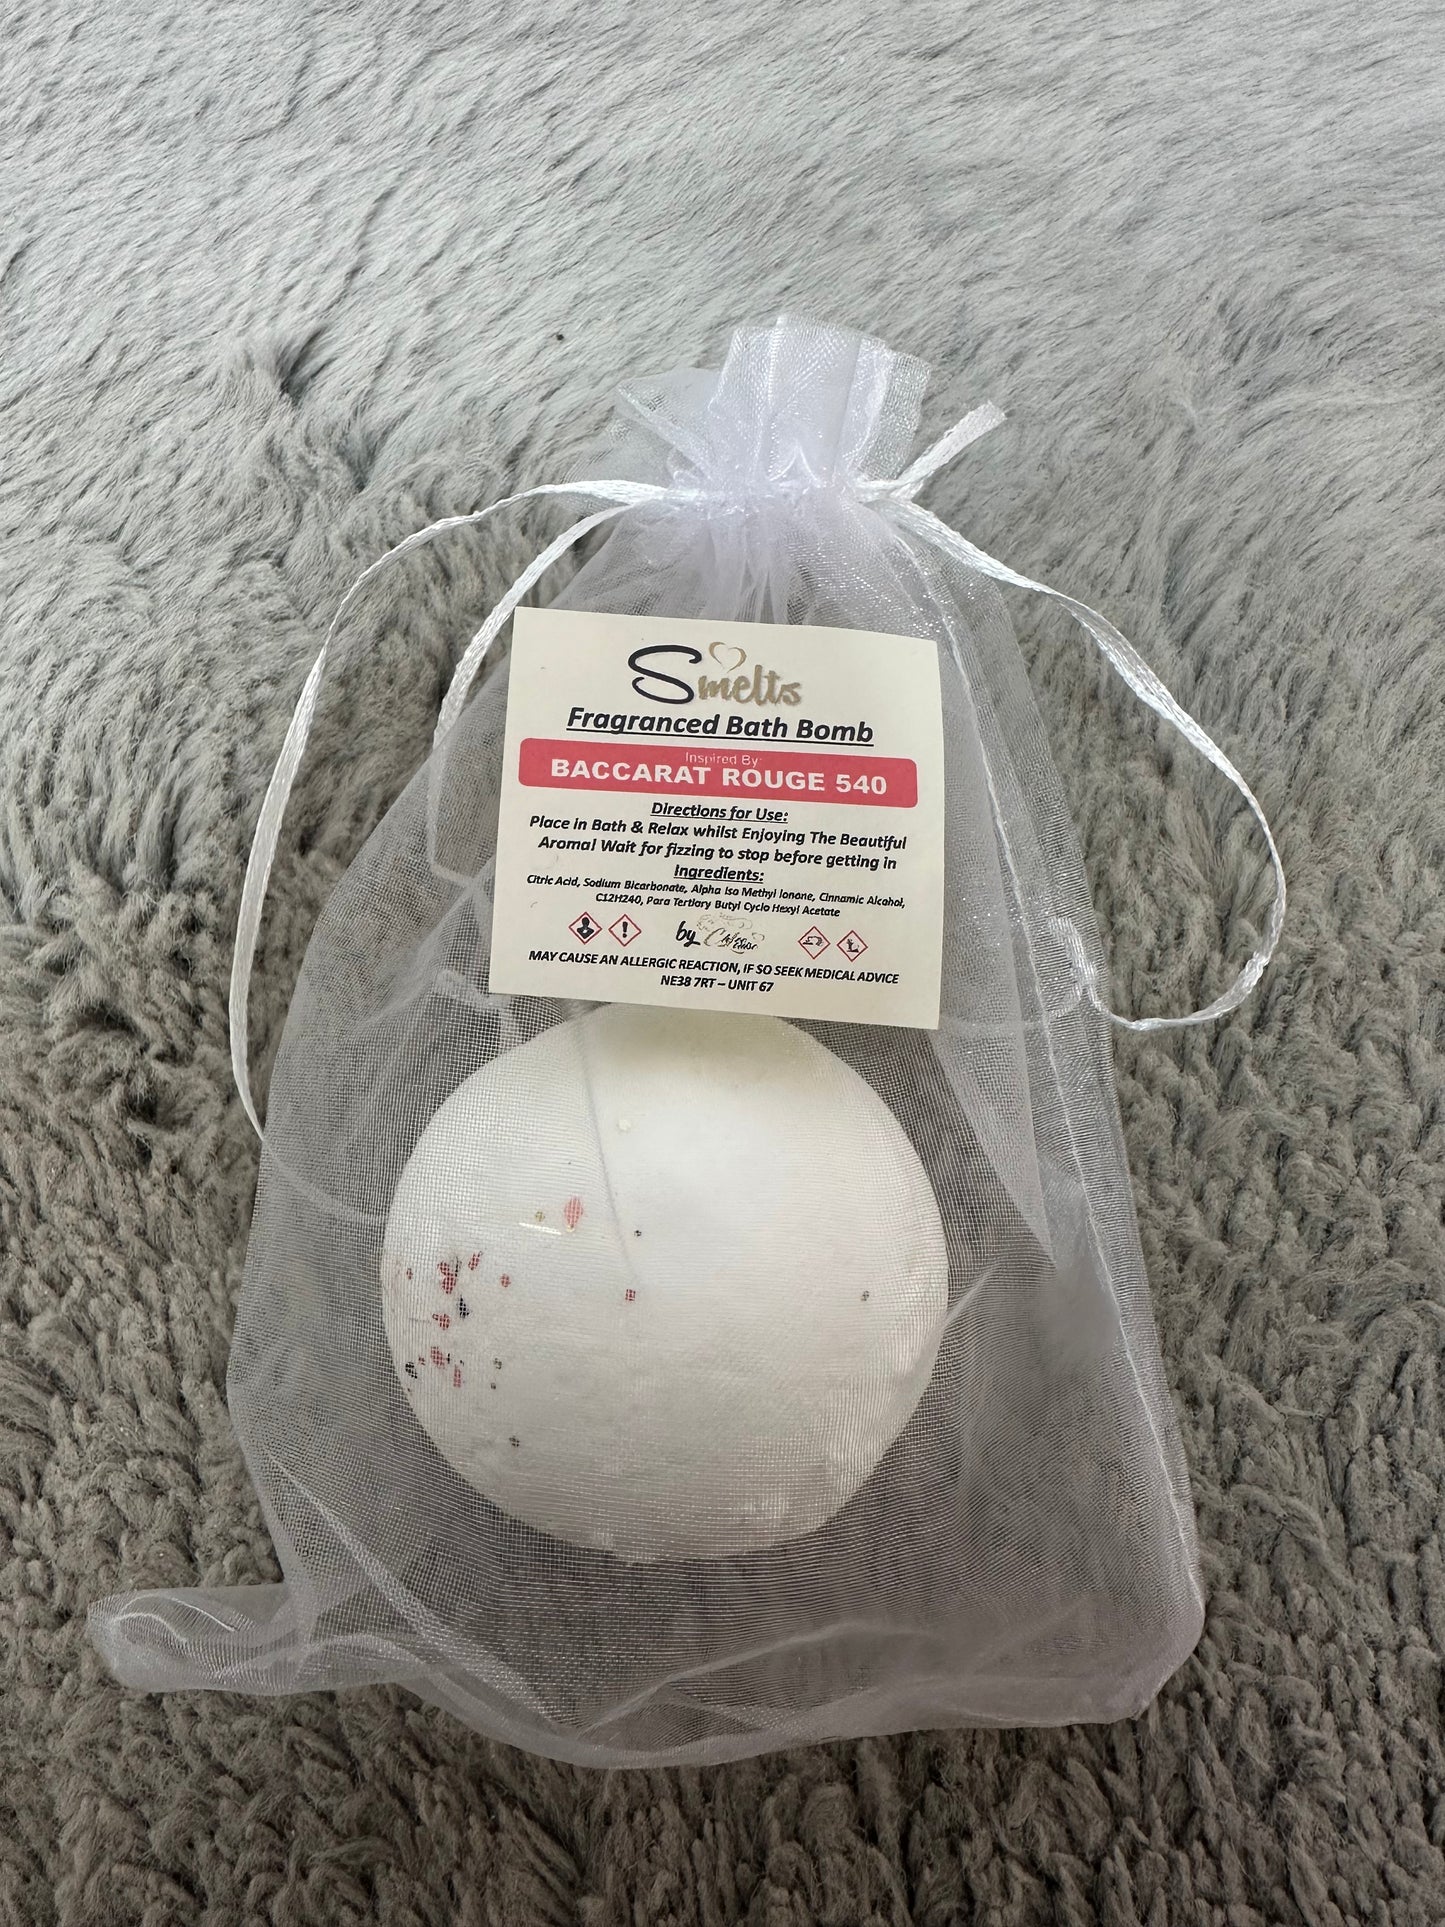 Smelts
Fragranced Bath Bomb
Inspired By:
BACCARAT ROUGE 540
Directions for Use:
Place in Bath & Relax whilst Enjoying The Beautiful
Aroma! Wait for fizzing to stop before getting in
Ingredients:
Citric Acid, Sodium Bicarbonate, Alpha Iso Methyl Ionone, Cinnamic Alcohol,
C12H240, Para Tertiary Butyl Cyclo Hexyl Acetate
by
MAY CAUSE AN ALLERGIC REACTION, IF SO SEEK MEDICAL ADVICE
NE38 7RT – UNIT 67